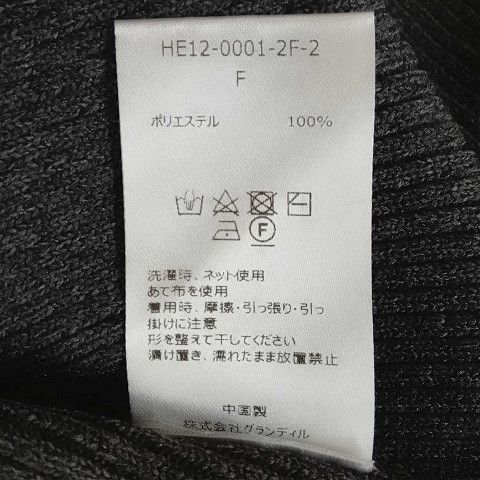 HE12-0001-2F-2
F
ポリエステル 100%
F
洗濯時、ネット使用
あて布を使用
着用時、摩擦・引っ張り・引っ
掛けに注意
形を整えて干してください
漬け置き、濡れたまま放置禁止
中国製
株式会社グランディル